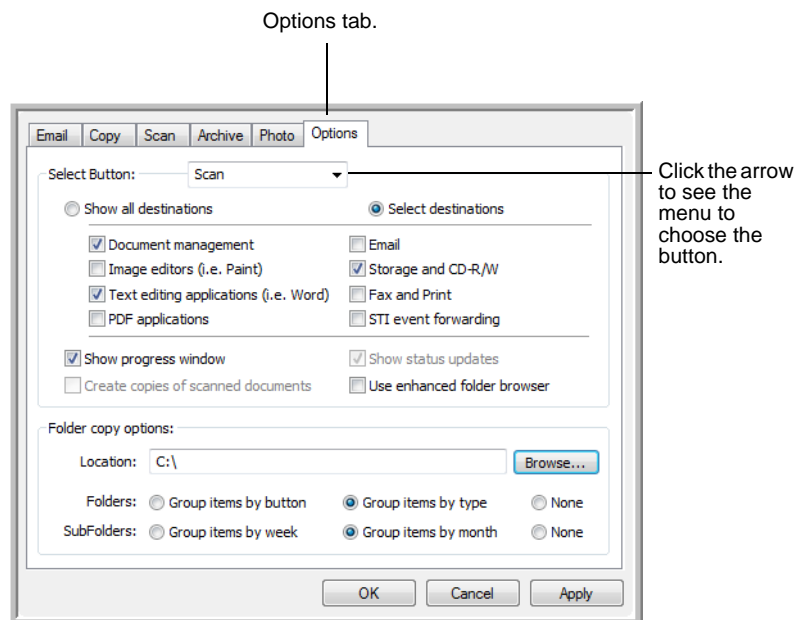 Options tab.
Email Copy Scan Archive Photo Options
Select Button: Scan
Click the arrow
to see the
menu to
choose the
button.
Show all destinations Select destinations
Document management Email
Image editors (i.e. Paint) Storage and CD-R/W
Text editing applications (i.e. Word) Fax and Print
PDF applications STI event forwarding
Show progress window Show status updates
Create copies of scanned documents Use enhanced folder browser
Folder copy options:
Location: C:\ Browse...
Folders: Group items by button Group items by type None
SubFolders: Group items by week Group items by month None
OK Cancel Apply